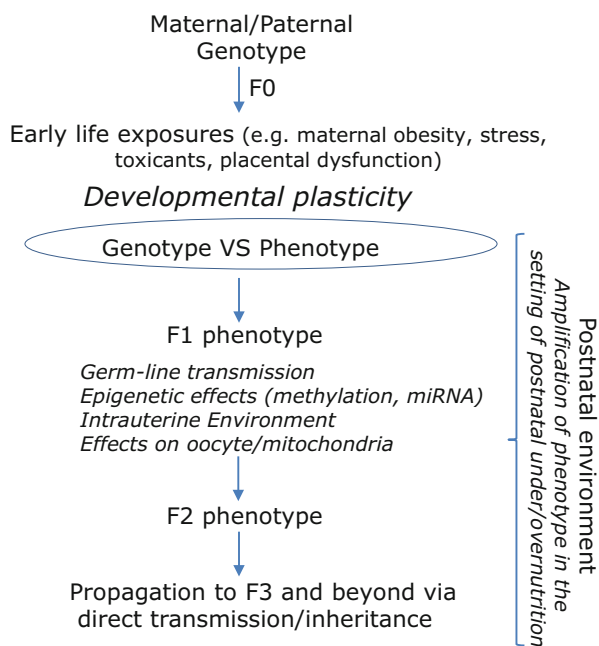 Maternal/Paternal
Genotype
F0
Early life exposures (e.g. maternal obesity, stress,
toxicants, placental dysfunction)
Developmental plasticity
Genotype VS Phenotype
F1 phenotype
Germ-line transmission
Epigenetic effects (methylation, miRNA)
Intrauterine Environment
Effects on oocyte/mitochondria
F2 phenotype
Propagation to F3 and beyond via
direct transmission/inheritance
Postnatal environment
Amplification of phenotype in the
setting of postnatal under/overnutrition